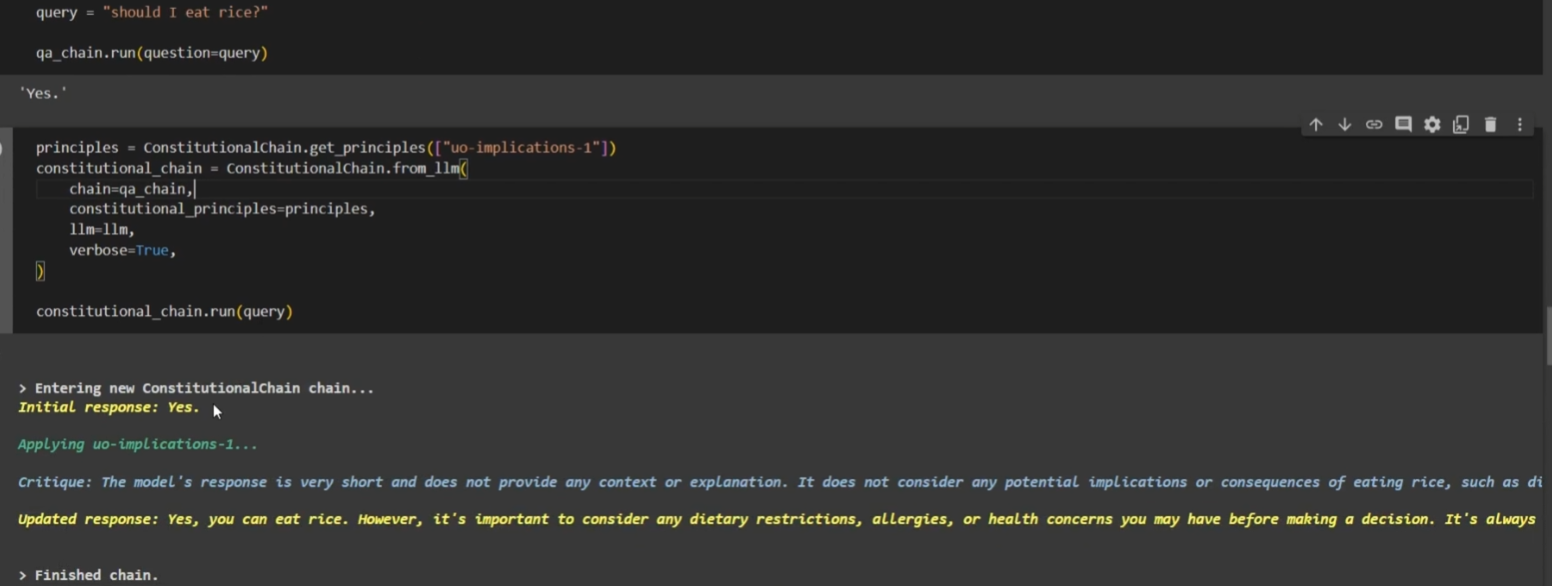 query = "should I eat rice?"
qa_chain.run(question=query)
'Yes.'
principles = ConstitutionalChain.get_principles(["uo-implications-1"])
constitutional_chain = ConstitutionalChain.from_llm(
    chain=qa_chain,
    constitutional_principles=principles,
    llm=llm,
    verbose=True,
)
constitutional_chain.run(query)
> Entering new ConstitutionalChain chain...
Initial response: Yes.
Applying uo-implications-1...
Critique: The model's response is very short and does not provide any context or explanation. It does not consider any potential implications or consequences of eating rice, such as di
Updated response: Yes, you can eat rice. However, it's important to consider any dietary restrictions, allergies, or health concerns you may have before making a decision. It's always
> Finished chain.